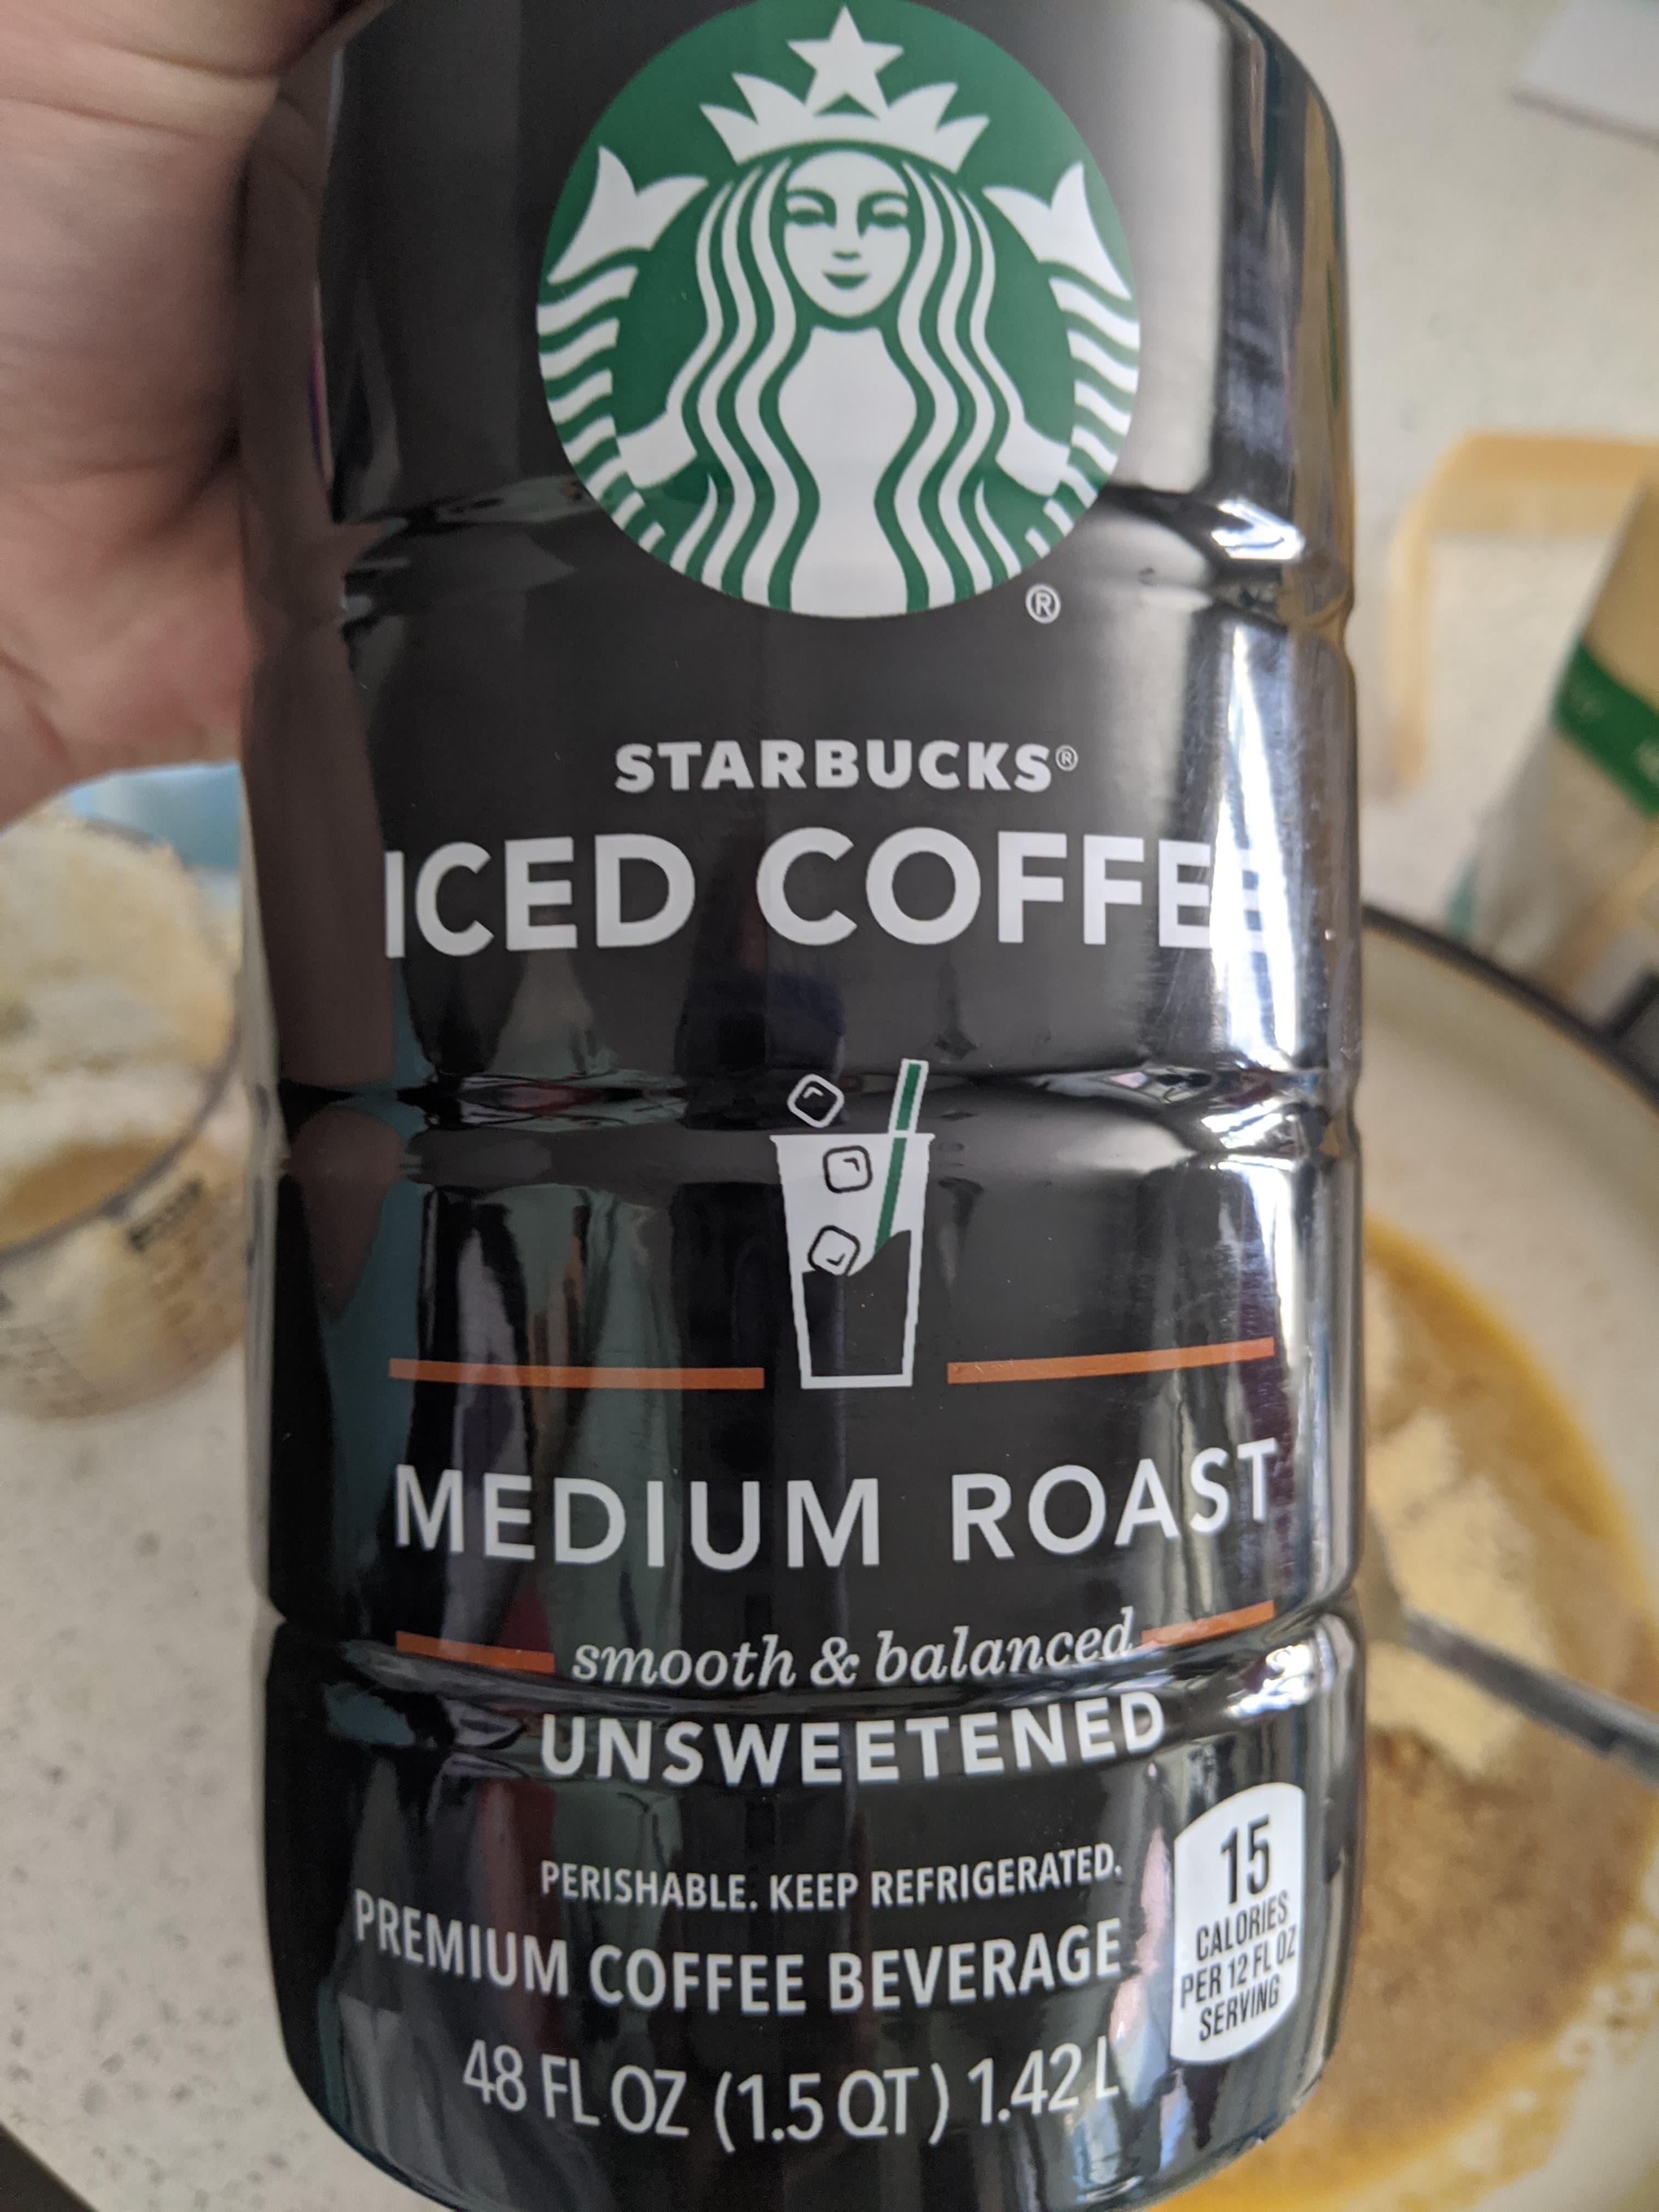 ®
STARBUCKS®
ICED COFFEE
MEDIUM ROAST
smooth & balanced
UNSWEETENED
PERISHABLE. KEEP REFRIGERATED.
PREMIUM COFFEE BEVERAGE
48 FL OZ (1.5 QT) 1.42 L
15
CALORIES
PER 12 FL OZ
SERVING